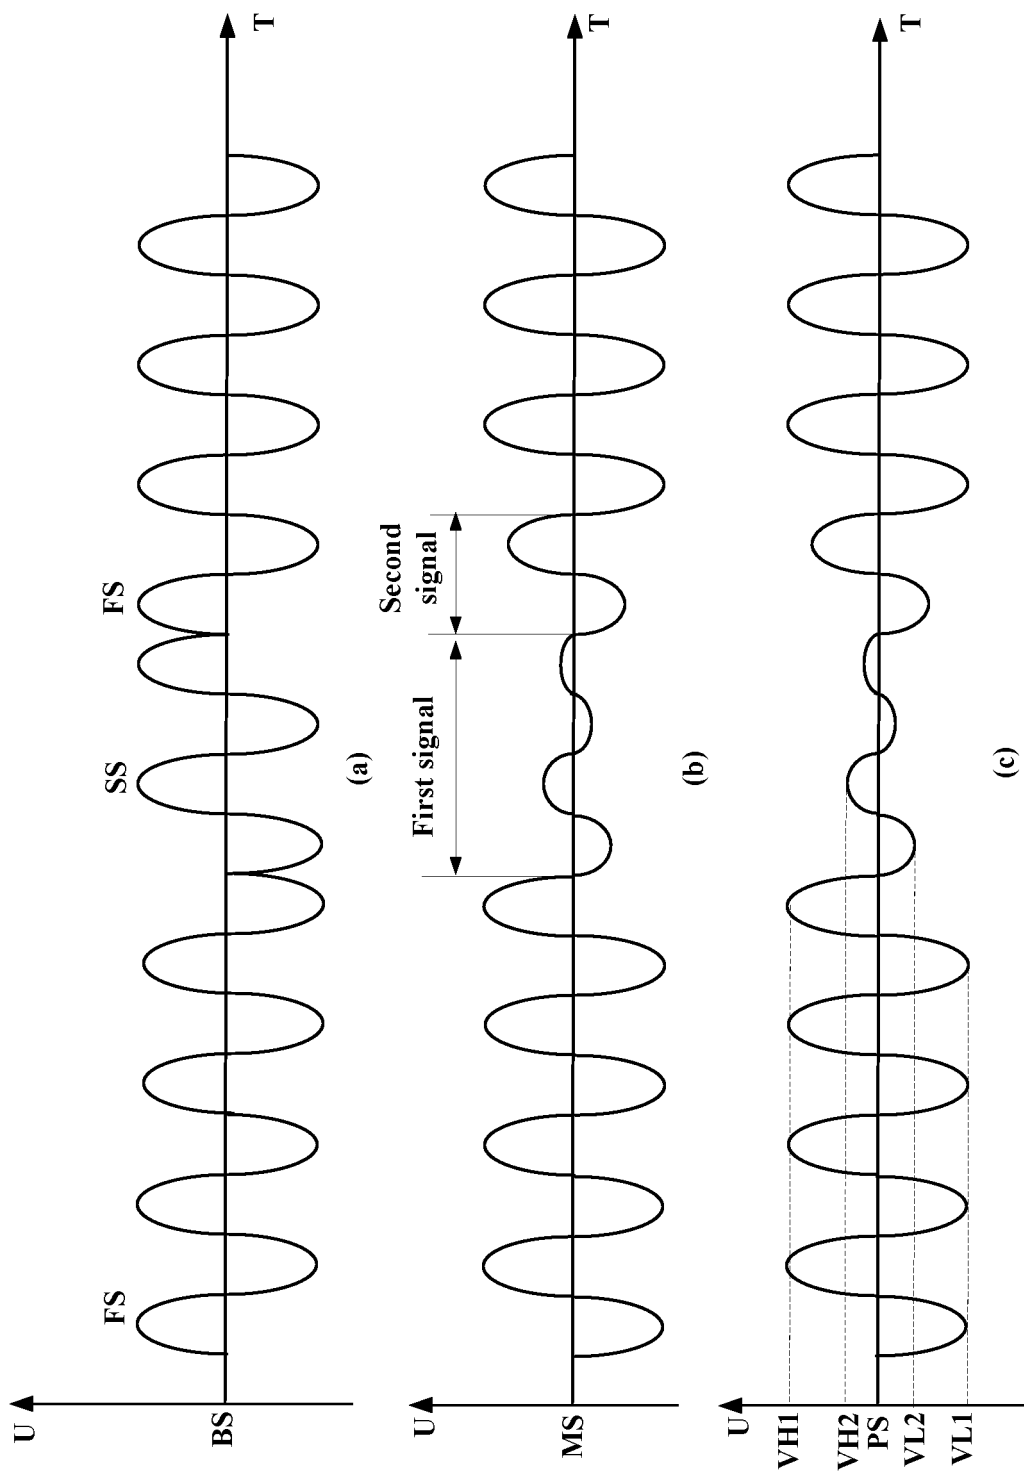 U
T
BS
FS
SS
FS
(a)
U
T
MS
First signal
Second
signal
(b)
U
T
VH1
VH2
PS
VL2
VL1
(c)